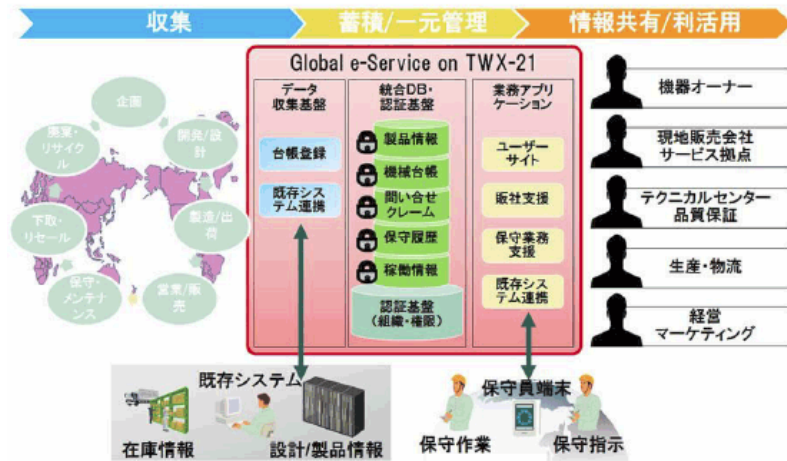 収集
蓄積/一元管理
情報共有/利活用
Global e-Service on TWX-21
企画
開発/設
計
製造/出
荷
営業/販
売
保守・
メンテナ
ンス
下取・
リセール
廃棄・
リサイク
ル
データ
収集基盤
台帳登録
既存シス
テム連携
統合DB・
認証基盤
製品情報
機械台帳
問い合せ
クレーム
保守履歴
稼働情報
認証基盤
(組織・権限)
業務アプリ
ケーション
ユーザー
サイト
販社支援
保守業務
支援
既存シス
テム連携
機器オーナー
現地販売会社
サービス拠点
テクニカルセンター
品質保証
生産・物流
経営
マーケティング
既存システム
在庫情報
設計/製品情報
保守員端末
保守作業
保守指示